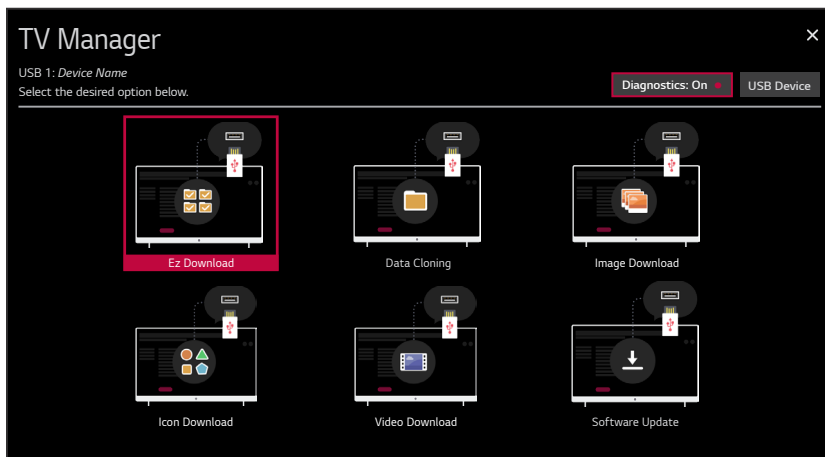 TV Manager
×
USB 1: Device Name
Select the desired option below.
Diagnostics: On
USB Device
Ez Download
Data Cloning
Image Download
Icon Download
Video Download
Software Update